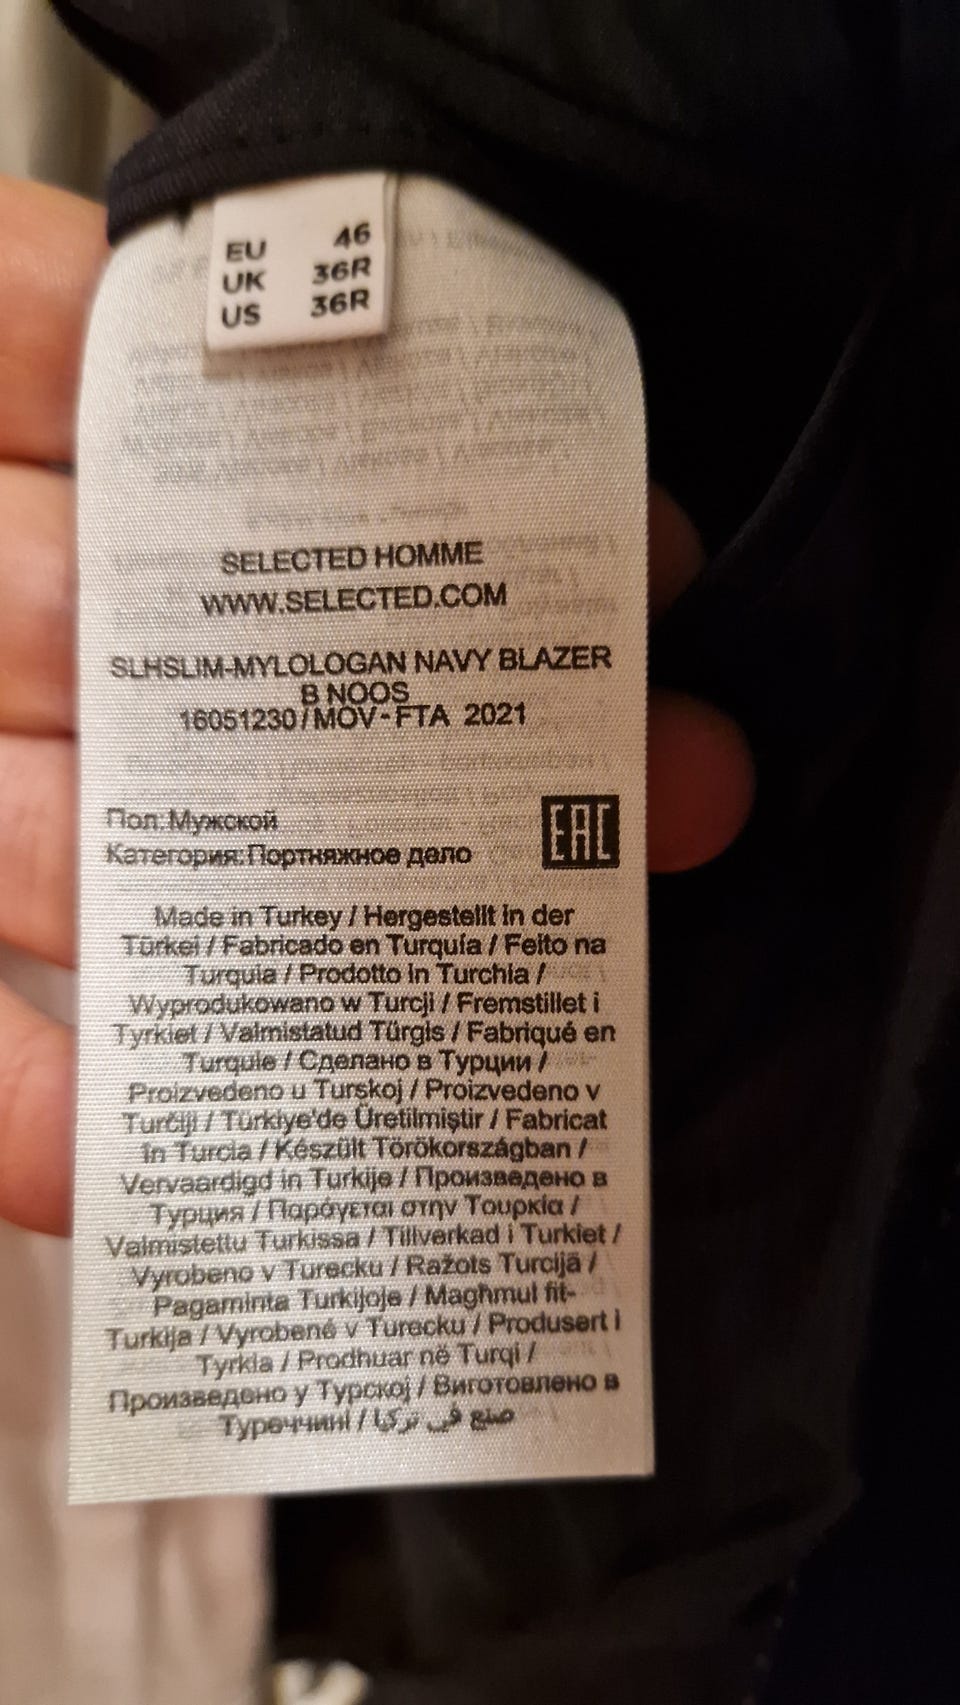 EU 46
UK 36R
US 36R
SELECTED HOMME
WWW.SELECTED.COM
SLHSLIM-MYLOLOGAN NAVY BLAZER
B NOOS
16051230/MOV-FTA 2021
Пол:Мужской
Категория:Портняжное дело
EAC
Made in Turkey / Hergestellt in der
Türkei / Fabricado en Turquía / Feito na
Turquia / Prodotto in Turchia /
Wyprodukowano w Turcji / Fremstillet i
Tyrkiet / Valmistatud Türgis / Fabriqué en
Turquie / Сделано в Турции /
Proizvedeno u Turskoj / Proizvedeno v
Turčiji / Türkiye'de Üretilmiştir / Fabricat
în Turcia / Készült Törökországban /
Vervaardigd in Turkije / Произведено в
Турция / Παράγεται στην Τουρκία /
Valmistettu Turkissa / Tillverkad i Turkiet /
Vyrobeno v Turecku / Ražots Turcijā /
Pagaminta Turkijoje / Magħmul fit-
Turkija / Vyrobené v Turecku / Produsert i
Tyrkia / Prodhuar në Turqi /
Произведено у Турској / Виготовлено в
Туреччині / صنع في تركيا